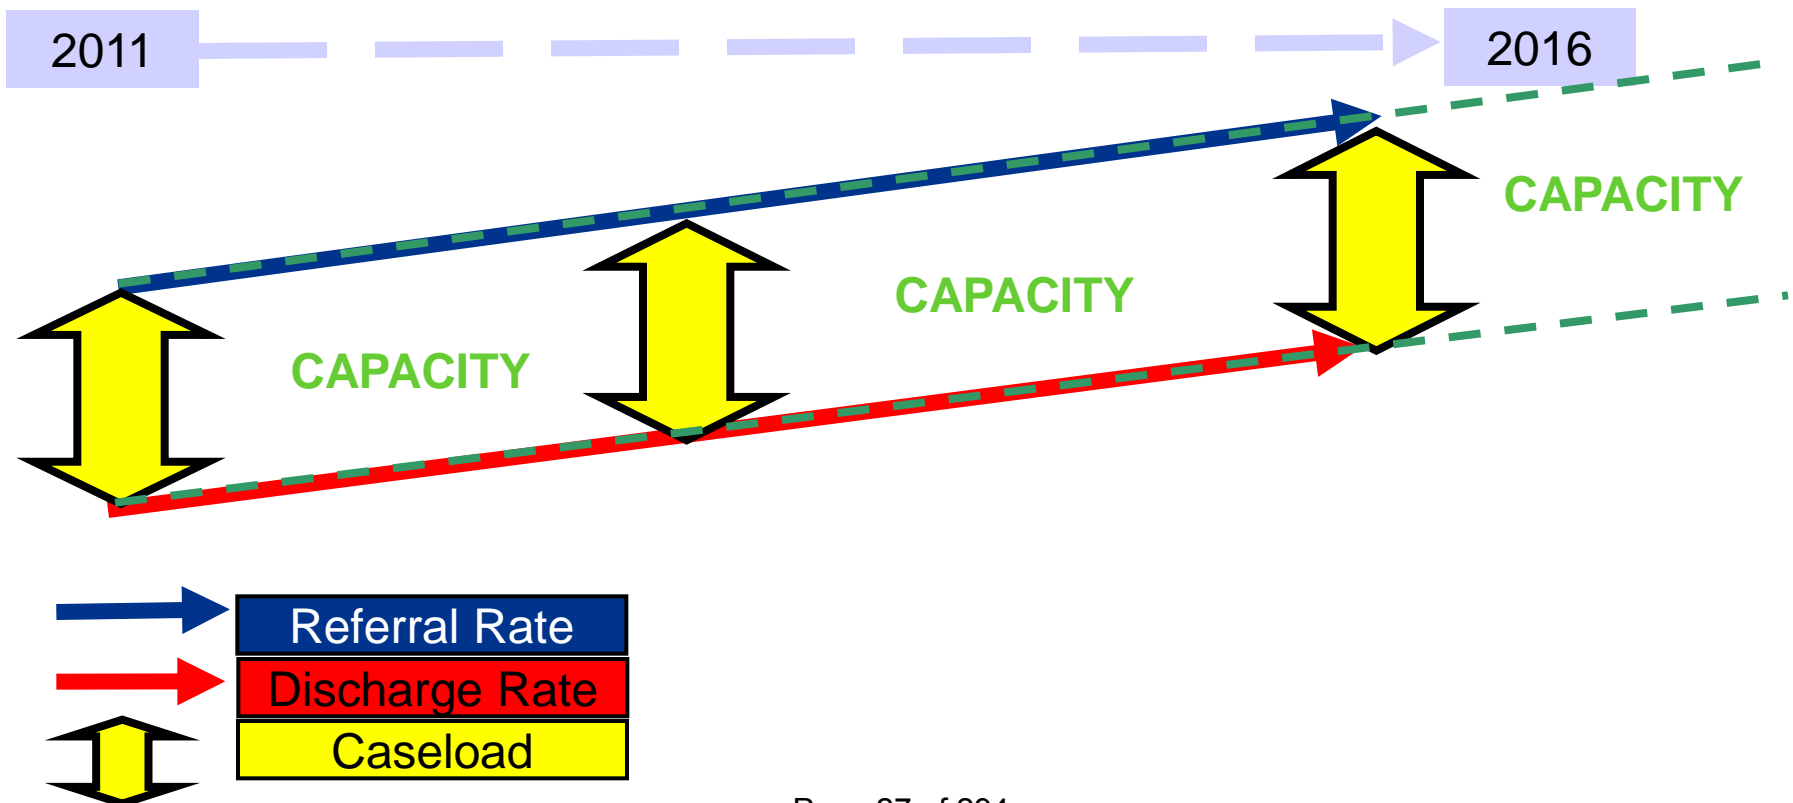 2011
2016
CAPACITY
CAPACITY
CAPACITY
Referral Rate
Discharge Rate
Caseload